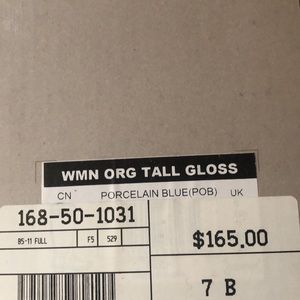 WMN ORG TALL GLOSS
CN PORCELAIN BLUE(POB) UK
168-50-1031
85-11 FULL F5 529
$165.00
7 B